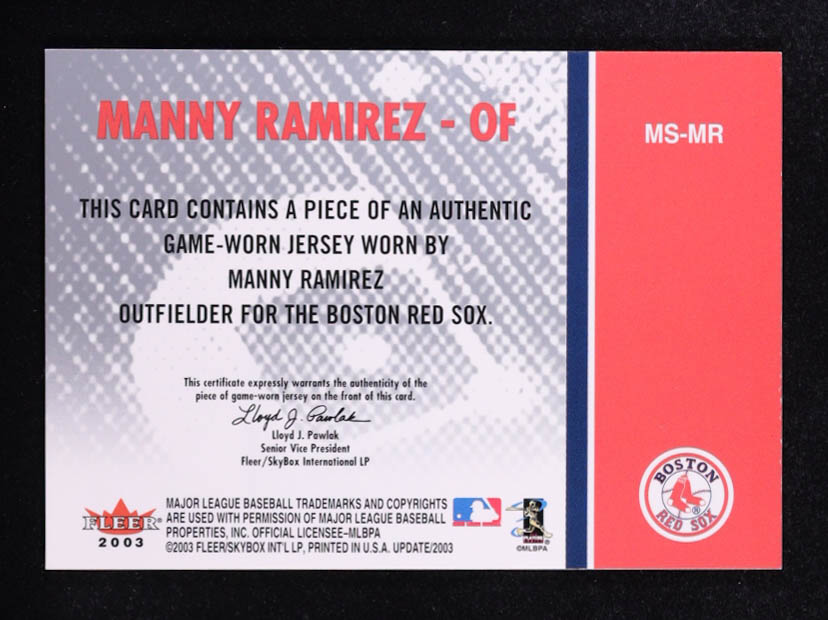 MANNY RAMIREZ - OF
MS-MR
THIS CARD CONTAINS A PIECE OF AN AUTHENTIC
GAME-WORN JERSEY WORN BY
MANNY RAMIREZ
OUTFIELDER FOR THE BOSTON RED SOX.
This certificate expressly warrants the authenticity of the
piece of game-worn jersey on the front of this card.
Lloyd J. Pawlak
Lloyd J. Pawlak
Senior Vice President
Fleer/SkyBox International LP
BOSTON
RED SOX
®
FLEER®
2003
MAJOR LEAGUE BASEBALL TRADEMARKS AND COPYRIGHTS
ARE USED WITH PERMISSION OF MAJOR LEAGUE BASEBALL
PROPERTIES, INC. OFFICIAL LICENSEE–MLBPA
©2003 FLEER/SKYBOX INT'L LP, PRINTED IN U.S.A. UPDATE/2003
©MLBPA